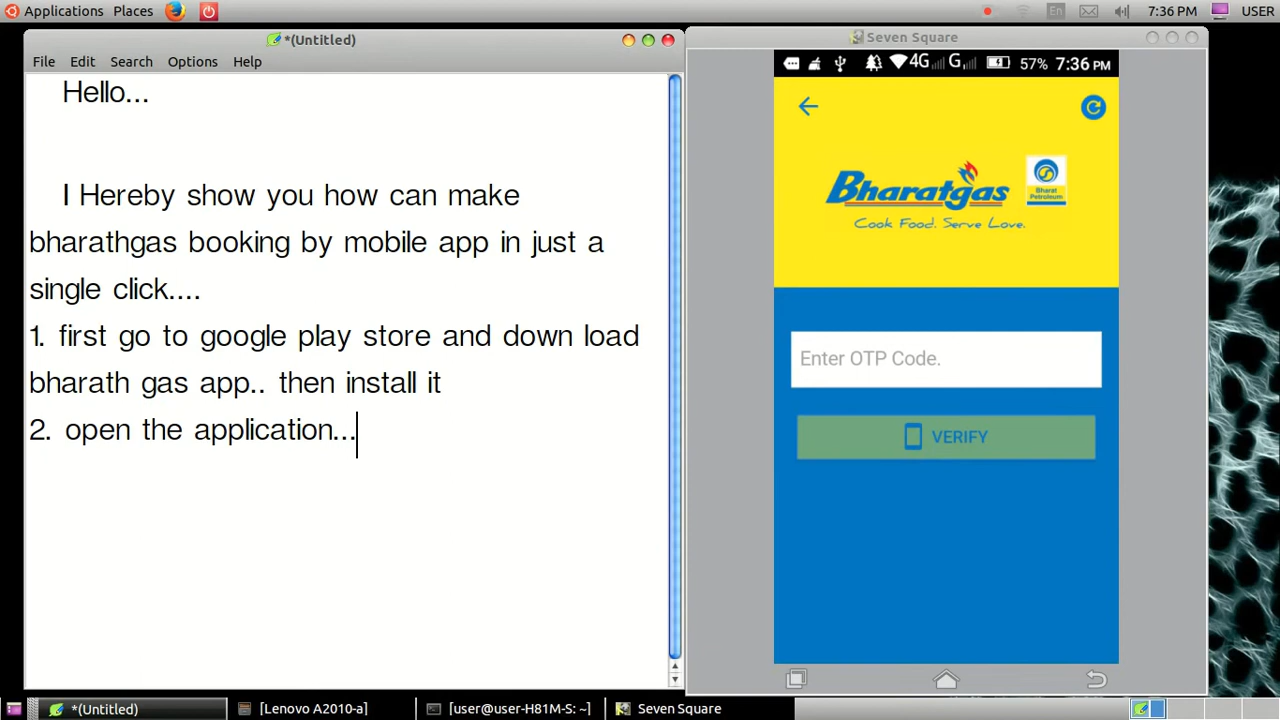 Applications Places En 7:36 PM USER
*(Untitled)
File Edit Search Options Help
Hello...
I Hereby show you how can make
bharathgas booking by mobile app in just a
single click....
1. first go to google play store and down load
bharath gas app.. then install it
2. open the application...
Seven Square
4G G 57% 7:36 PM
Bharatgas
Cook Food. Serve Love.
Bharat
Petroleum
Enter OTP Code.
VERIFY
*(Untitled) [Lenovo A2010-a] [user@user-H81M-S: ~] Seven Square